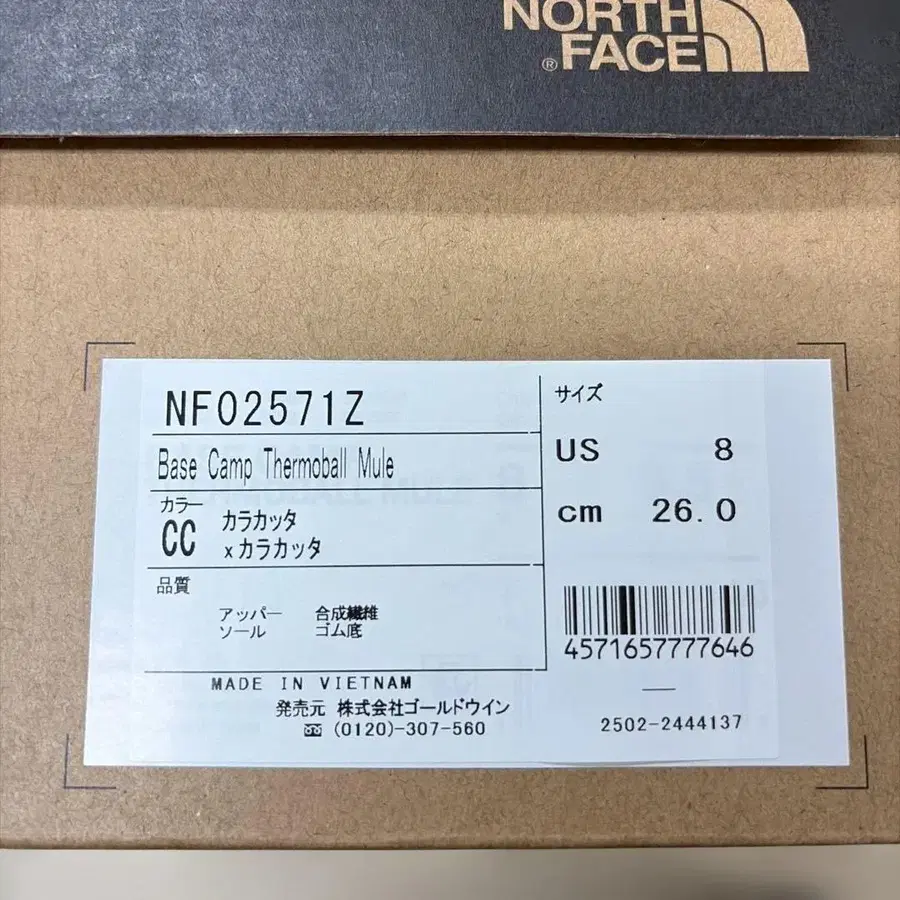 NORTH
® FACE
NF02571Z
Base Camp Thermoball Mule
カラー
CC カラカッタ
x カラカッタ
品質
アッパー 合成繊維
ソール ゴム底
MADE IN VIETNAM
発売元 株式会社ゴールドウイン
(0120)-307-560
サイズ
US 8
cm 26.0
4571657777646
2502-2444137